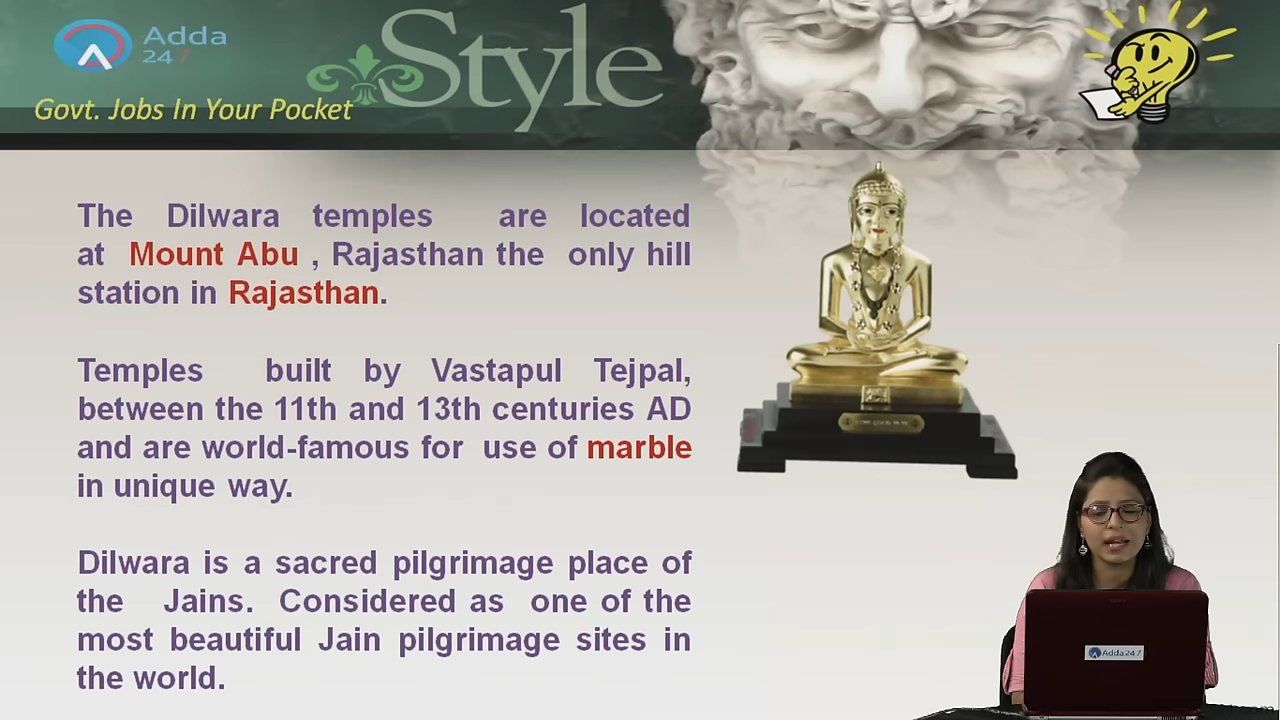 Adda
247
Style
Govt. Jobs In Your Pocket
The Dilwara temples are located
at Mount Abu , Rajasthan the only hill
station in Rajasthan.
Temples built by Vastapul Tejpal,
between the 11th and 13th centuries AD
and are world-famous for use of marble
in unique way.
Dilwara is a sacred pilgrimage place of
the Jains. Considered as one of the
most beautiful Jain pilgrimage sites in
the world.
Adda247